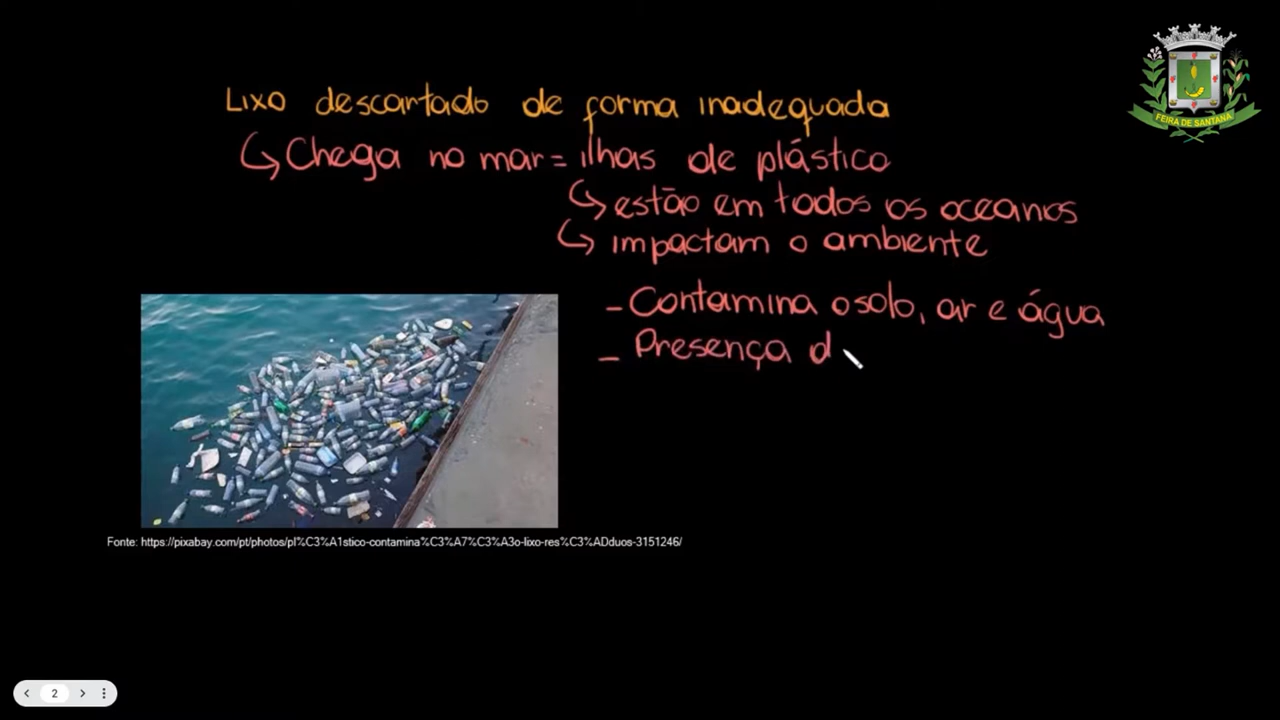 Lixo descartado de forma inadequada
↳ Chega no mar = ilhas de plástico
↳ estão em todos os oceanos
↳ impactam o ambiente
- Contamina o solo, ar e água
- Presença d
FEIRA DE SANTANA
Fonte: https://pixabay.com/pt/photos/pl%C3%A1stico-contamina%C3%A7%C3%A3o-lixo-res%C3%ADduos-3151246/
2